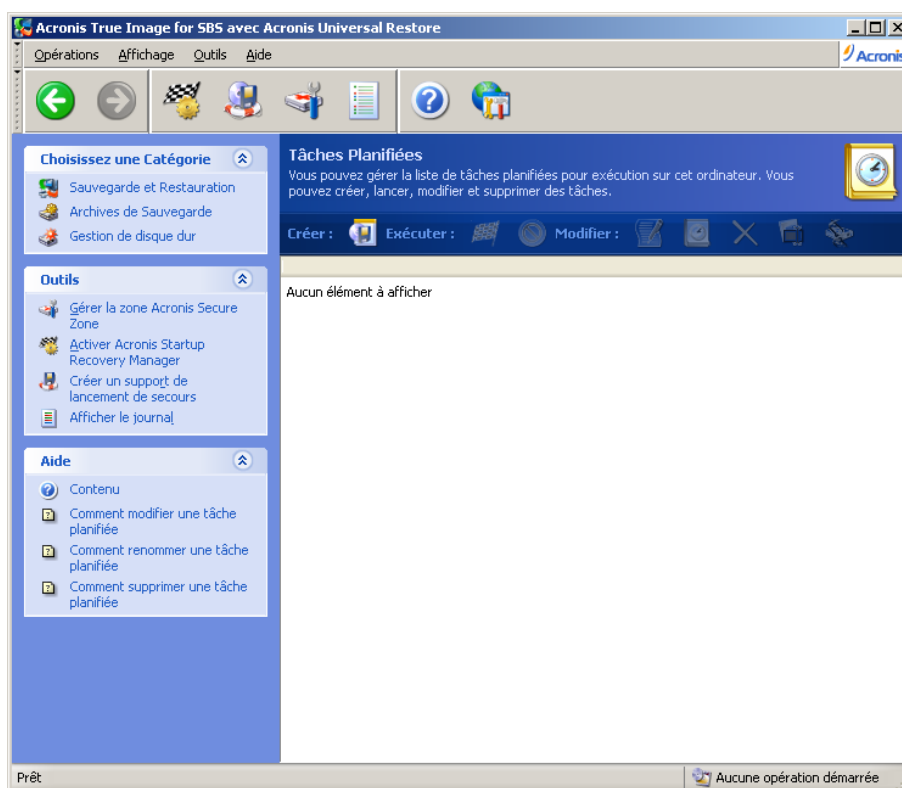 Acronis True Image for SBS avec Acronis Universal Restore
Opérations Affichage Outils Aide
Acronis
Choisissez une Catégorie
Sauvegarde et Restauration
Archives de Sauvegarde
Gestion de disque dur
Outils
Gérer la zone Acronis Secure
Zone
Activer Acronis Startup
Recovery Manager
Créer un support de
lancement de secours
Afficher le journal
Aide
Contenu
Comment modifier une tâche
planifiée
Comment renommer une tâche
planifiée
Comment supprimer une tâche
planifiée
Tâches Planifiées
Vous pouvez gérer la liste de tâches planifiées pour exécution sur cet ordinateur. Vous
pouvez créer, lancer, modifier et supprimer des tâches.
Créer : Exécuter : Modifier :
Aucun élément à afficher
Prêt
Aucune opération démarrée